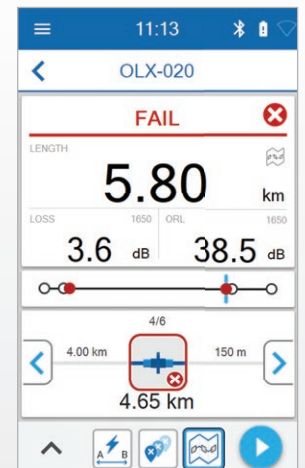 11:13
OLX-020
FAIL
LENGTH
5.80 km
LOSS 1650 ORL 1650
3.6 dB 38.5 dB
4/6
4.00 km 150 m
4.65 km
A B